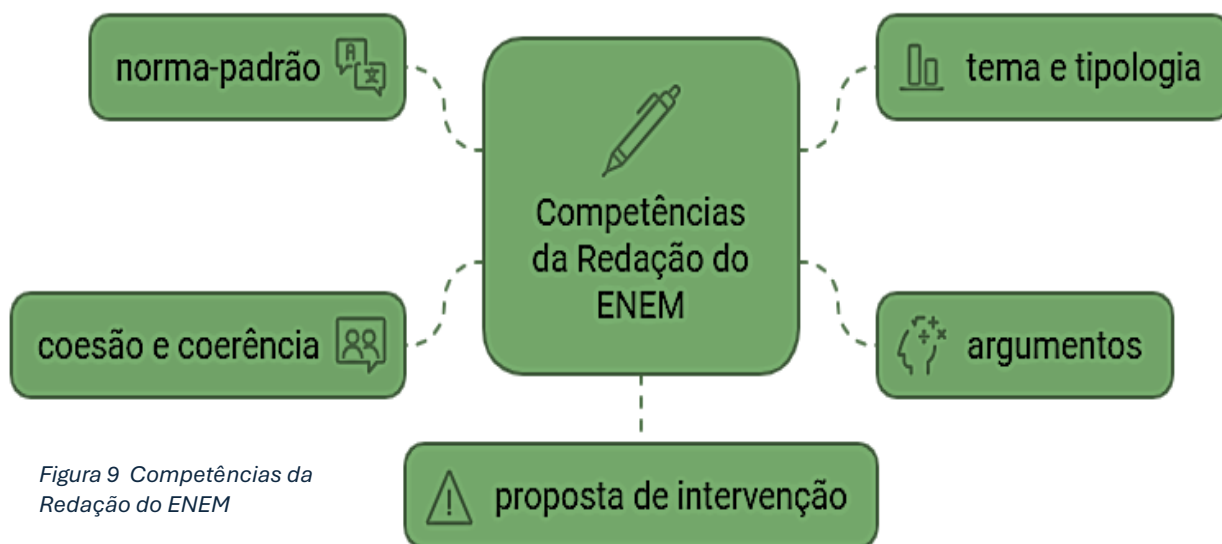 norma-padrão
tema e tipologia
Competências
da Redação do
ENEM
coesão e coerência
argumentos
proposta de intervenção
Figura 9 Competências da
Redação do ENEM